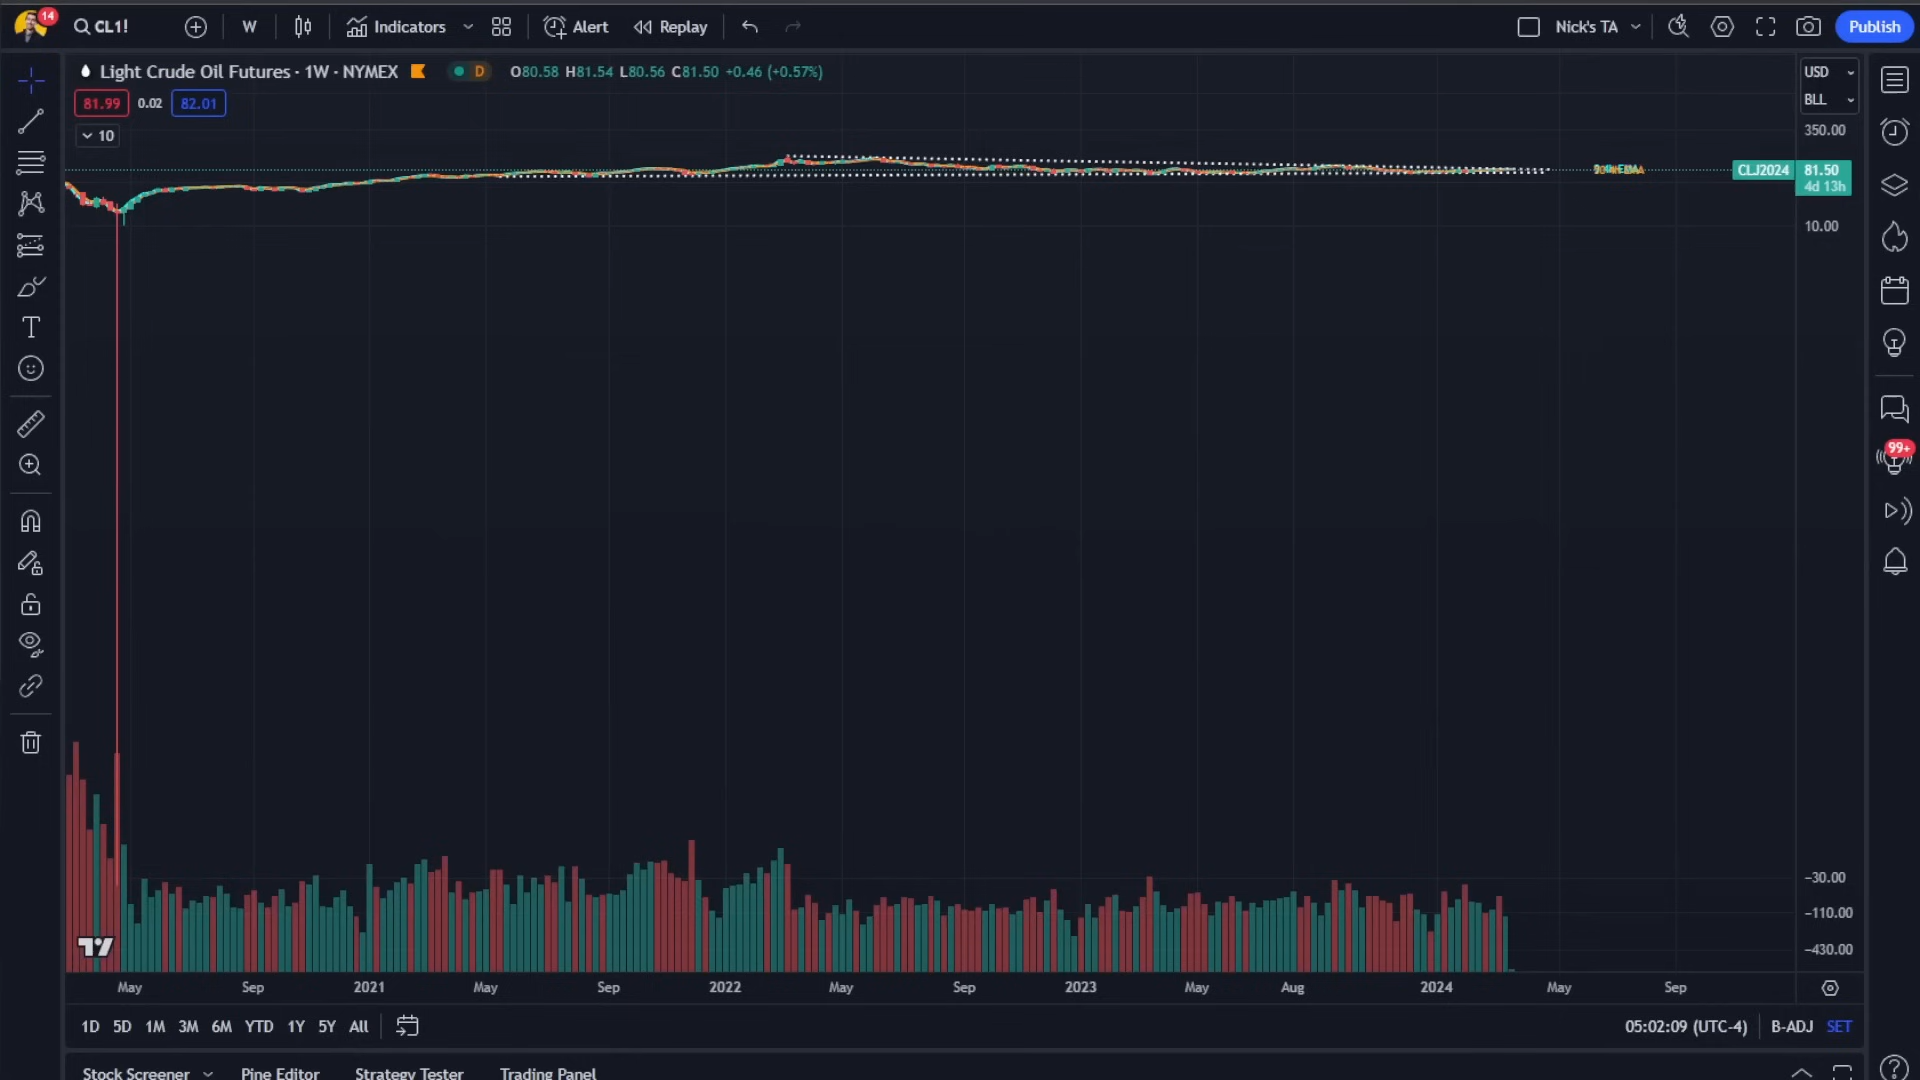 14 CL1! W Indicators Alert Replay Nick's TA Publish
Light Crude Oil Futures · 1W · NYMEX D O80.58 H81.54 L80.56 C81.50 +0.46 (+0.57%) USD
81.99 0.02 82.01 BLL
10 350.00
CLJ2024 81.50
4d 13h
10.00
99+
−30.00
−110.00
−430.00
May Sep 2021 May Sep 2022 May Sep 2023 May Aug 2024 May Sep
1D 5D 1M 3M 6M YTD 1Y 5Y All 05:02:09 (UTC-4) B-ADJ SET
Stock Screener Pine Editor Strategy Tester Trading Panel